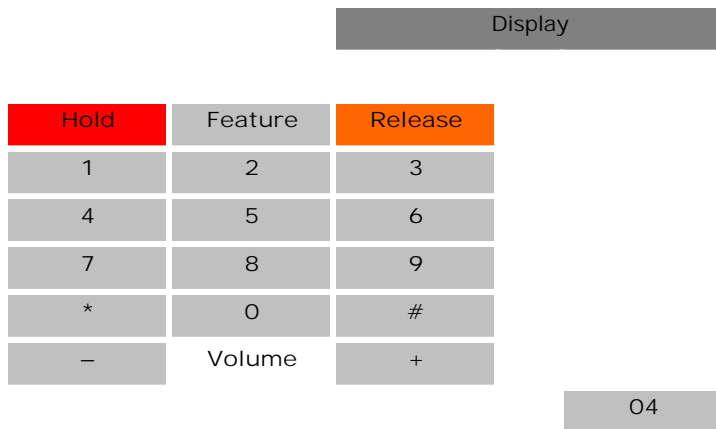 Display
Hold Feature Release
1 2 3
4 5 6
7 8 9
* 0 #
– Volume +
04